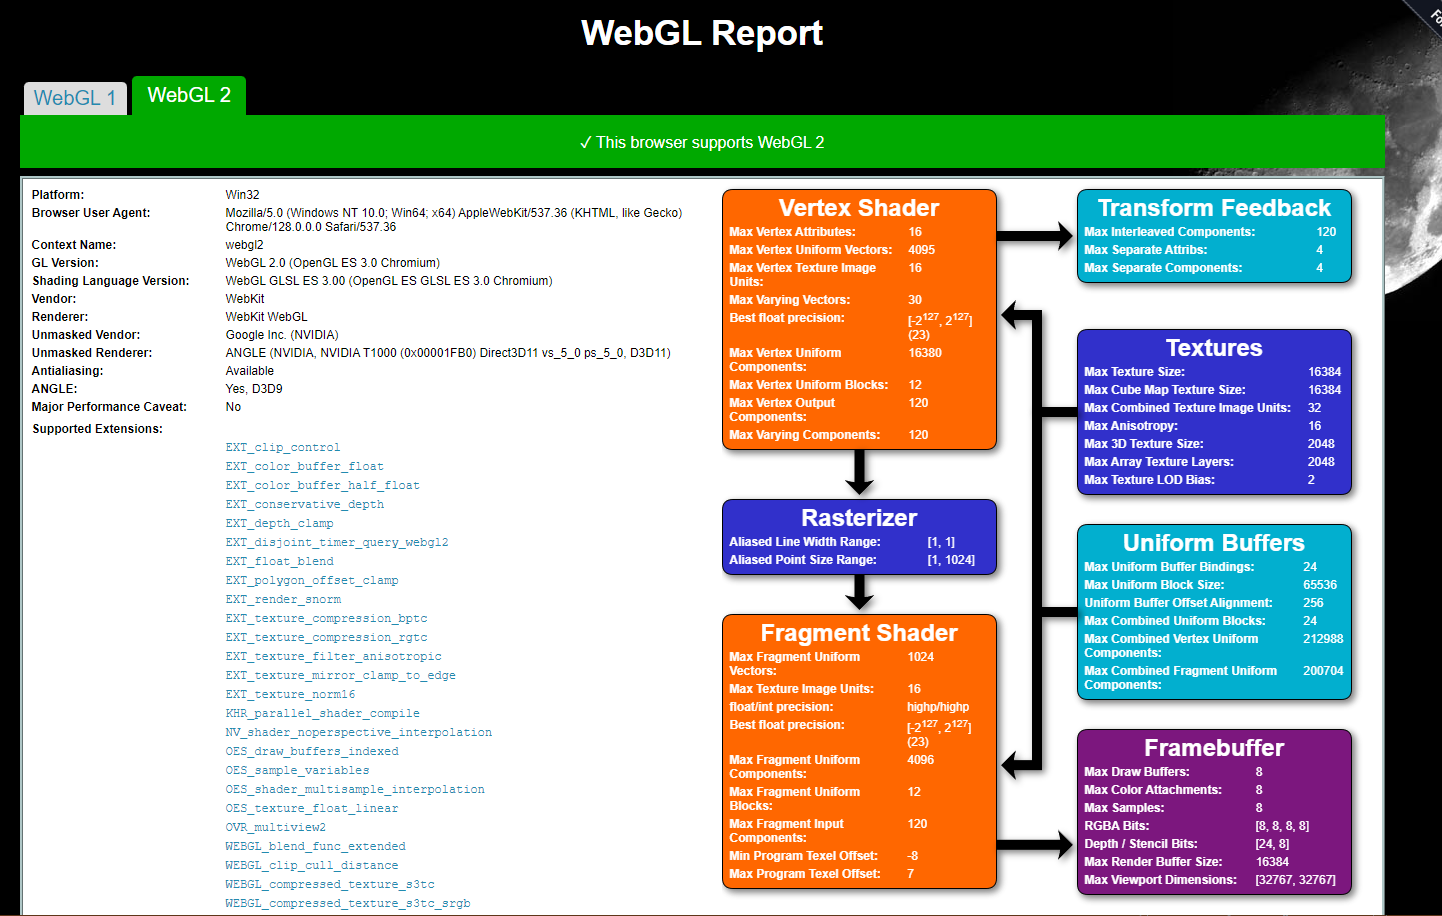 WebGL Report
WebGL 1
WebGL 2
✓ This browser supports WebGL 2
Platform: Win32
Browser User Agent: Mozilla/5.0 (Windows NT 10.0; Win64; x64) AppleWebKit/537.36 (KHTML, like Gecko)
Chrome/128.0.0.0 Safari/537.36
Context Name: webgl2
GL Version: WebGL 2.0 (OpenGL ES 3.0 Chromium)
Shading Language Version: WebGL GLSL ES 3.00 (OpenGL ES GLSL ES 3.0 Chromium)
Vendor: WebKit
Renderer: WebKit WebGL
Unmasked Vendor: Google Inc. (NVIDIA)
Unmasked Renderer: ANGLE (NVIDIA, NVIDIA T1000 (0x00001FB0) Direct3D11 vs_5_0 ps_5_0, D3D11)
Antialiasing: Available
ANGLE: Yes, D3D9
Major Performance Caveat: No
Supported Extensions:
EXT_clip_control
EXT_color_buffer_float
EXT_color_buffer_half_float
EXT_conservative_depth
EXT_depth_clamp
EXT_disjoint_timer_query_webgl2
EXT_float_blend
EXT_polygon_offset_clamp
EXT_render_snorm
EXT_texture_compression_bptc
EXT_texture_compression_rgtc
EXT_texture_filter_anisotropic
EXT_texture_mirror_clamp_to_edge
EXT_texture_norm16
KHR_parallel_shader_compile
NV_shader_noperspective_interpolation
OES_draw_buffers_indexed
OES_sample_variables
OES_shader_multisample_interpolation
OES_texture_float_linear
OVR_multiview2
WEBGL_blend_func_extended
WEBGL_clip_cull_distance
WEBGL_compressed_texture_s3tc
WEBGL_compressed_texture_s3tc_srgb
Vertex Shader
Max Vertex Attributes: 16
Max Vertex Uniform Vectors: 4095
Max Vertex Texture Image 16
Units:
Max Varying Vectors: 30
Best float precision: [-2¹²⁷, 2¹²⁷]
(23)
Max Vertex Uniform 16380
Components:
Max Vertex Uniform Blocks: 12
Max Vertex Output 120
Components:
Max Varying Components: 120
Rasterizer
Aliased Line Width Range: [1, 1]
Aliased Point Size Range: [1, 1024]
Fragment Shader
Max Fragment Uniform 1024
Vectors:
Max Texture Image Units: 16
float/int precision: highp/highp
Best float precision: [-2¹²⁷, 2¹²⁷]
(23)
Max Fragment Uniform 4096
Components:
Max Fragment Uniform 12
Blocks:
Max Fragment Input 120
Components:
Min Program Texel Offset: -8
Max Program Texel Offset: 7
Transform Feedback
Max Interleaved Components: 120
Max Separate Attribs: 4
Max Separate Components: 4
Textures
Max Texture Size: 16384
Max Cube Map Texture Size: 16384
Max Combined Texture Image Units: 32
Max Anisotropy: 16
Max 3D Texture Size: 2048
Max Array Texture Layers: 2048
Max Texture LOD Bias: 2
Uniform Buffers
Max Uniform Buffer Bindings: 24
Max Uniform Block Size: 65536
Uniform Buffer Offset Alignment: 256
Max Combined Uniform Blocks: 24
Max Combined Vertex Uniform 212988
Components:
Max Combined Fragment Uniform 200704
Components:
Framebuffer
Max Draw Buffers: 8
Max Color Attachments: 8
Max Samples: 8
RGBA Bits: [8, 8, 8, 8]
Depth / Stencil Bits: [24, 8]
Max Render Buffer Size: 16384
Max Viewport Dimensions: [32767, 32767]